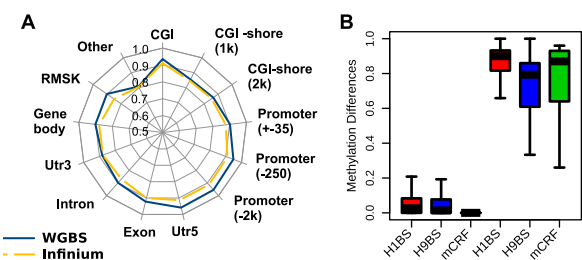 A
CGI
CGI -shore
(1k)
CGI-shore
(2k)
Promoter
(+-35)
Promoter
(-250)
Promoter
(-2k)
Utr5
Exon
Intron
Utr3
Gene
body
RMSK
Other
1.0
0.9
0.8
0.7
0.6
0.5
WGBS
Infinium
B
Methylation Differences
1.0
0.8
0.6
0.4
0.2
0.0
H1BS
H9BS
mCRF
H1BS
H9BS
mCRF